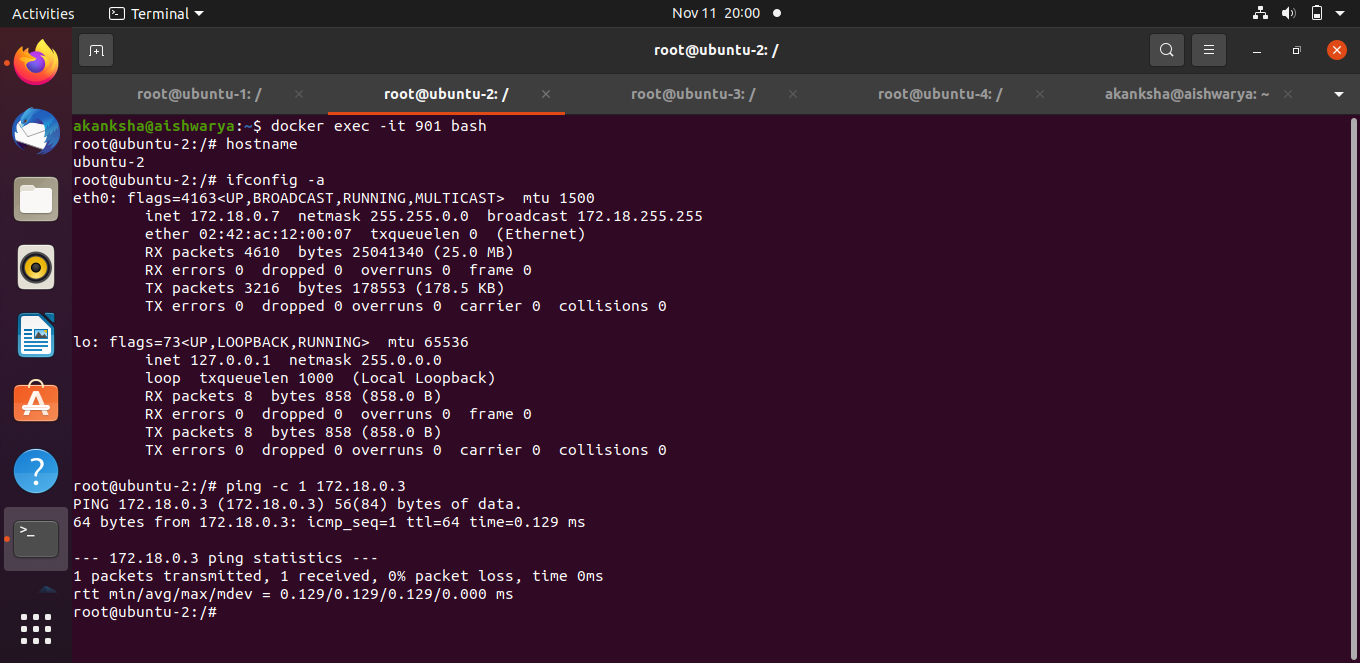 Activities Terminal Nov 11 20:00
root@ubuntu-2: /
root@ubuntu-1: / root@ubuntu-2: / root@ubuntu-3: / root@ubuntu-4: / akanksha@aishwarya: ~
akanksha@aishwarya:~$ docker exec -it 901 bash
root@ubuntu-2:/# hostname
ubuntu-2
root@ubuntu-2:/# ifconfig -a
eth0: flags=4163<UP,BROADCAST,RUNNING,MULTICAST>  mtu 1500
        inet 172.18.0.7  netmask 255.255.0.0  broadcast 172.18.255.255
        ether 02:42:ac:12:00:07  txqueuelen 0  (Ethernet)
        RX packets 4610  bytes 25041340 (25.0 MB)
        RX errors 0  dropped 0  overruns 0  frame 0
        TX packets 3216  bytes 178553 (178.5 KB)
        TX errors 0  dropped 0 overruns 0  carrier 0  collisions 0
lo: flags=73<UP,LOOPBACK,RUNNING>  mtu 65536
        inet 127.0.0.1  netmask 255.0.0.0
        loop  txqueuelen 1000  (Local Loopback)
        RX packets 8  bytes 858 (858.0 B)
        RX errors 0  dropped 0  overruns 0  frame 0
        TX packets 8  bytes 858 (858.0 B)
        TX errors 0  dropped 0 overruns 0  carrier 0  collisions 0
root@ubuntu-2:/# ping -c 1 172.18.0.3
PING 172.18.0.3 (172.18.0.3) 56(84) bytes of data.
64 bytes from 172.18.0.3: icmp_seq=1 ttl=64 time=0.129 ms
--- 172.18.0.3 ping statistics ---
1 packets transmitted, 1 received, 0% packet loss, time 0ms
rtt min/avg/max/mdev = 0.129/0.129/0.129/0.000 ms
root@ubuntu-2:/#